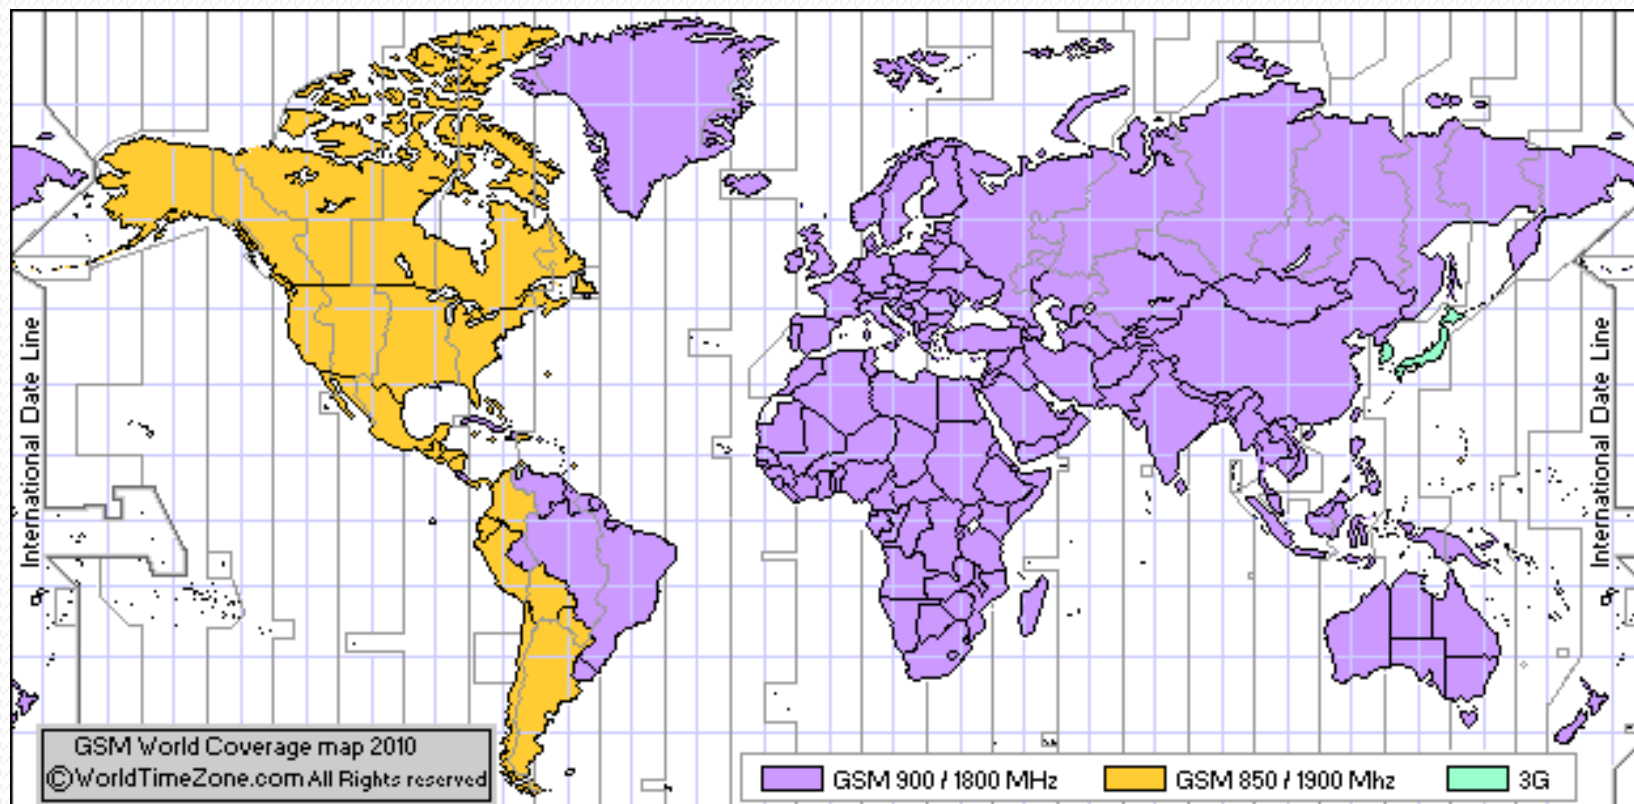 International Date Line
International Date Line
GSM World Coverage map 2010
©WorldTimeZone.com All Rights reserved
GSM 900 / 1800 MHz
GSM 850 / 1900 Mhz
3G